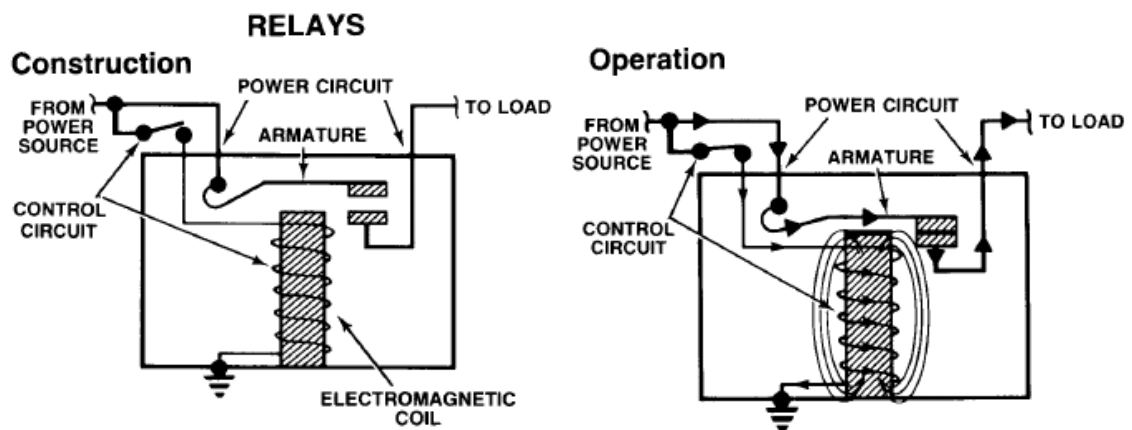 RELAYS
Construction
POWER CIRCUIT
FROM
POWER
SOURCE
TO LOAD
ARMATURE
CONTROL
CIRCUIT
ELECTROMAGNETIC
COIL
Operation
POWER CIRCUIT
FROM
POWER
SOURCE
TO LOAD
ARMATURE
CONTROL
CIRCUIT